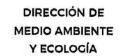 DIRECCIÓN DE
MEDIO AMBIENTE
Y ECOLOGÍA